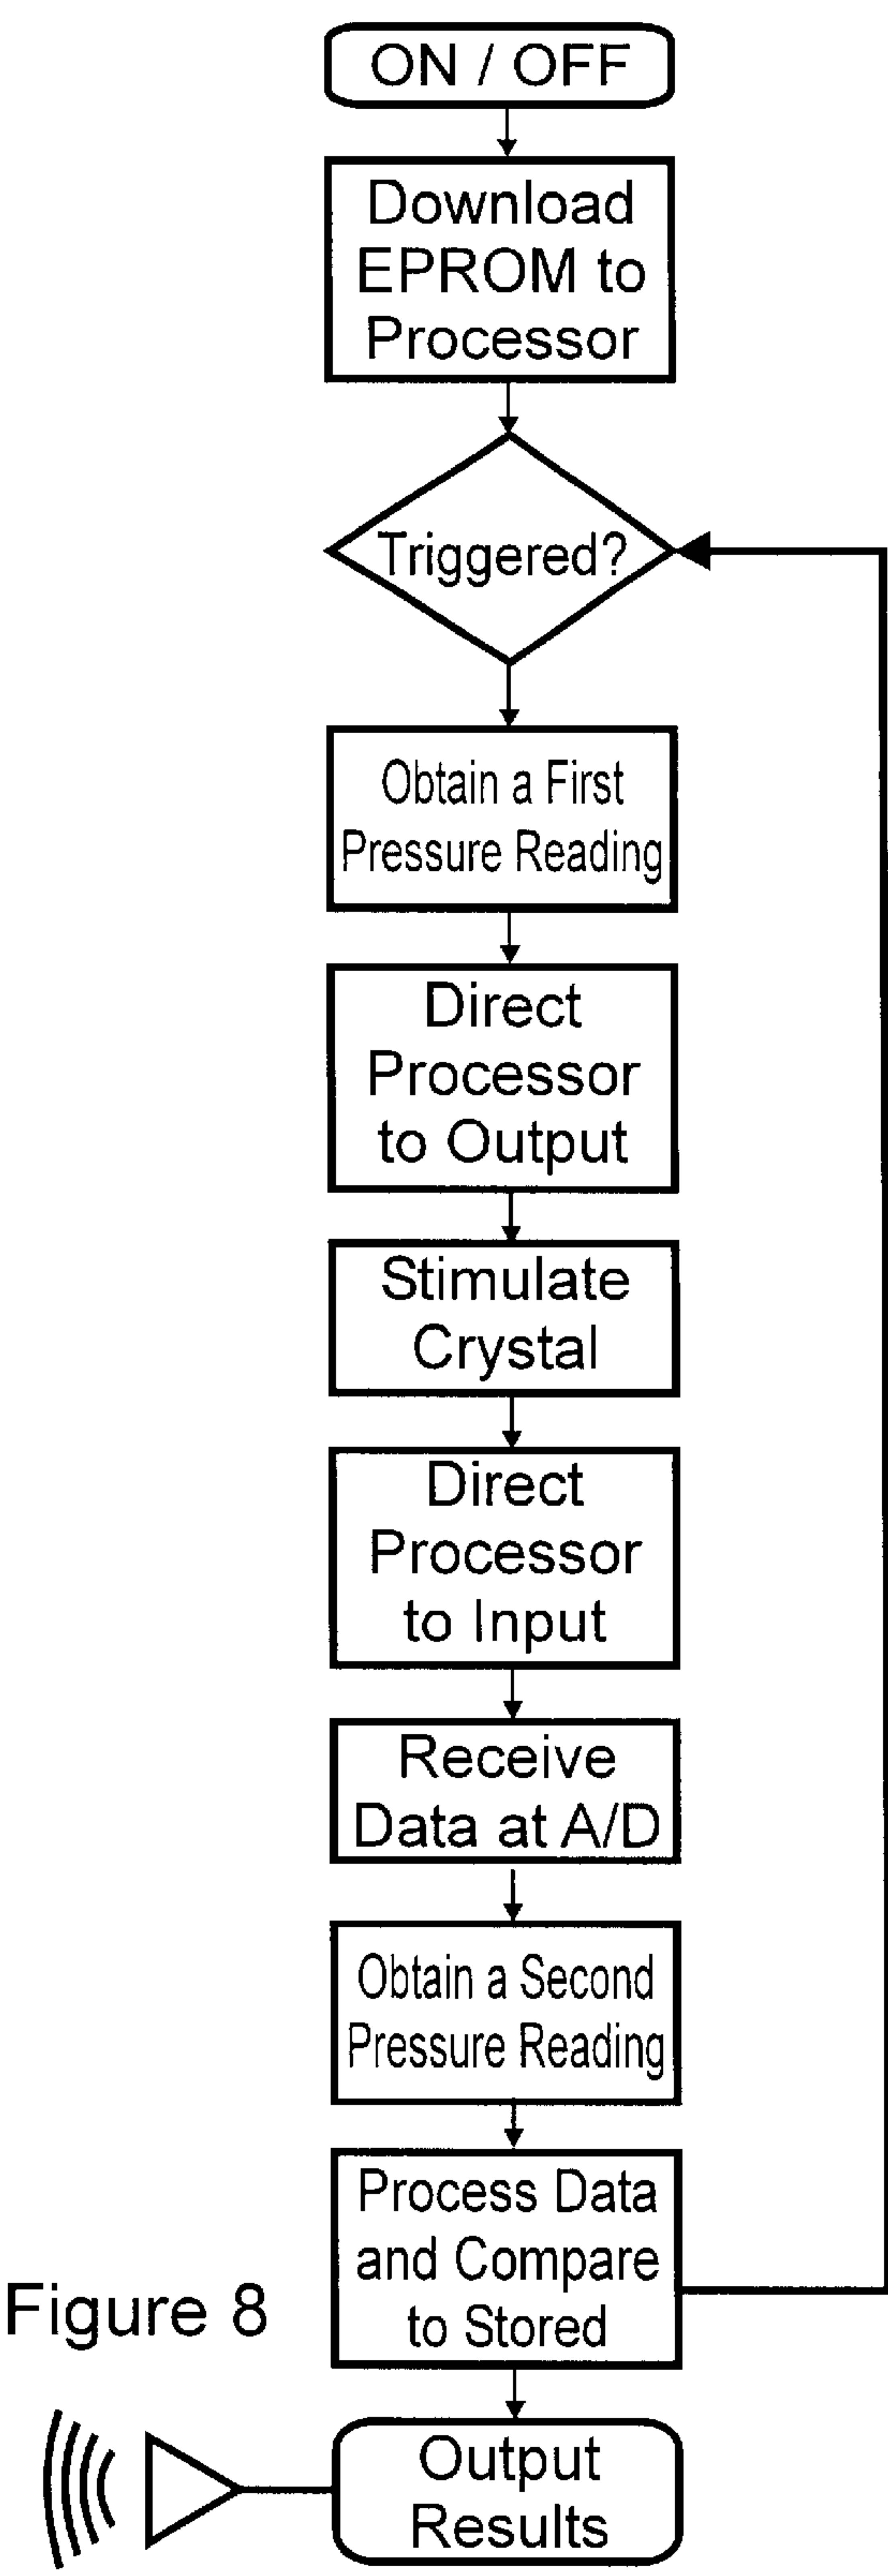 ON / OFF
Download
EPROM to
Processor
Triggered?
Obtain a First
Pressure Reading
Direct
Processor
to Output
Stimulate
Crystal
Direct
Processor
to Input
Receive
Data at A/D
Obtain a Second
Pressure Reading
Process Data
and Compare
to Stored
Figure 8
Output
Results